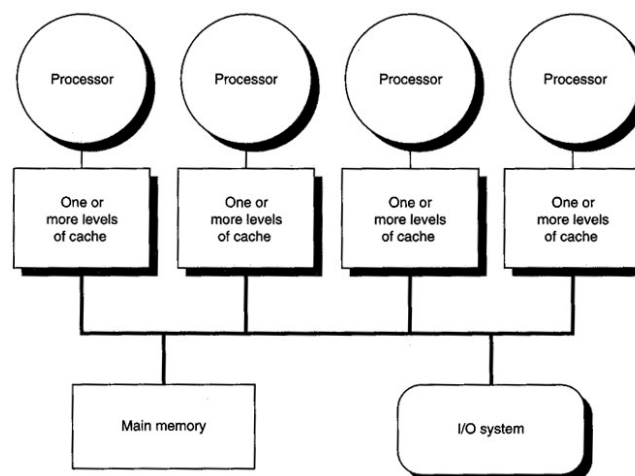 Processor
Processor
Processor
Processor
One or
more levels
of cache
One or
more levels
of cache
One or
more levels
of cache
One or
more levels
of cache
Main memory
I/O system